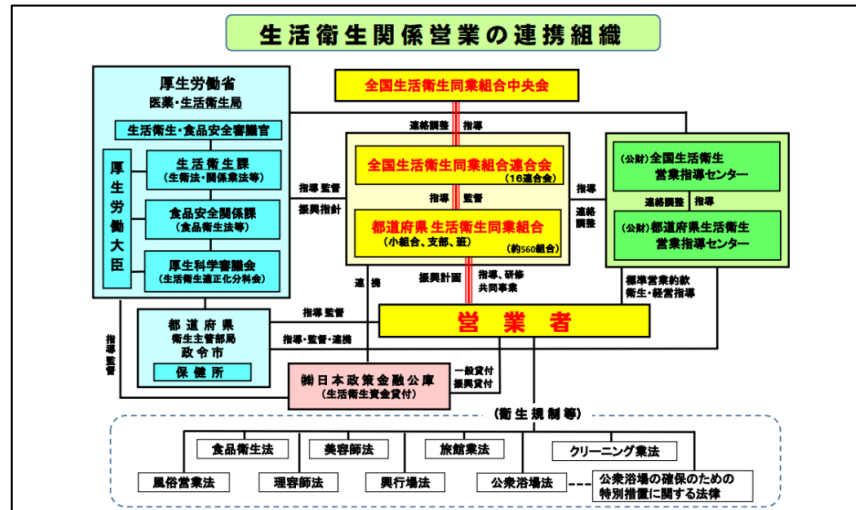 生活衛生関係営業の連携組織
厚生労働省
医薬・生活衛生局
生活衛生・食品安全審議官
厚生労働大臣
生活衛生課
(生衛法・関係業法等)
食品安全関係課
(食品衛生法等)
厚生科学審議会
(生活衛生適正化分科会)
全国生活衛生同業組合中央会
連絡調整
指導
全国生活衛生同業組合連合会
(16連合会)
指導
監督
都道府県生活衛生同業組合
(小組合、支部、班)
(約560組合)
指導監督
振興指針
指導
連絡
調整
(公財)全国生活衛生
営業指導センター
連絡調整
指導
(公財)都道府県生活衛生
営業指導センター
連携
振興計画
指導、研修
共同事業
標準営業約款
衛生・経営指導
指導監督
都道府県
衛生主管部局
政令市
保健所
指導監督
指導・監督・連携
営業者
㈱日本政策金融公庫
(生活衛生資金貸付)
一般貸付
振興貸付
(衛生規制等)
食品衛生法
美容師法
旅館業法
クリーニング業法
風俗営業法
理容師法
興行場法
公衆浴場法
公衆浴場の確保のための
特別措置に関する法律